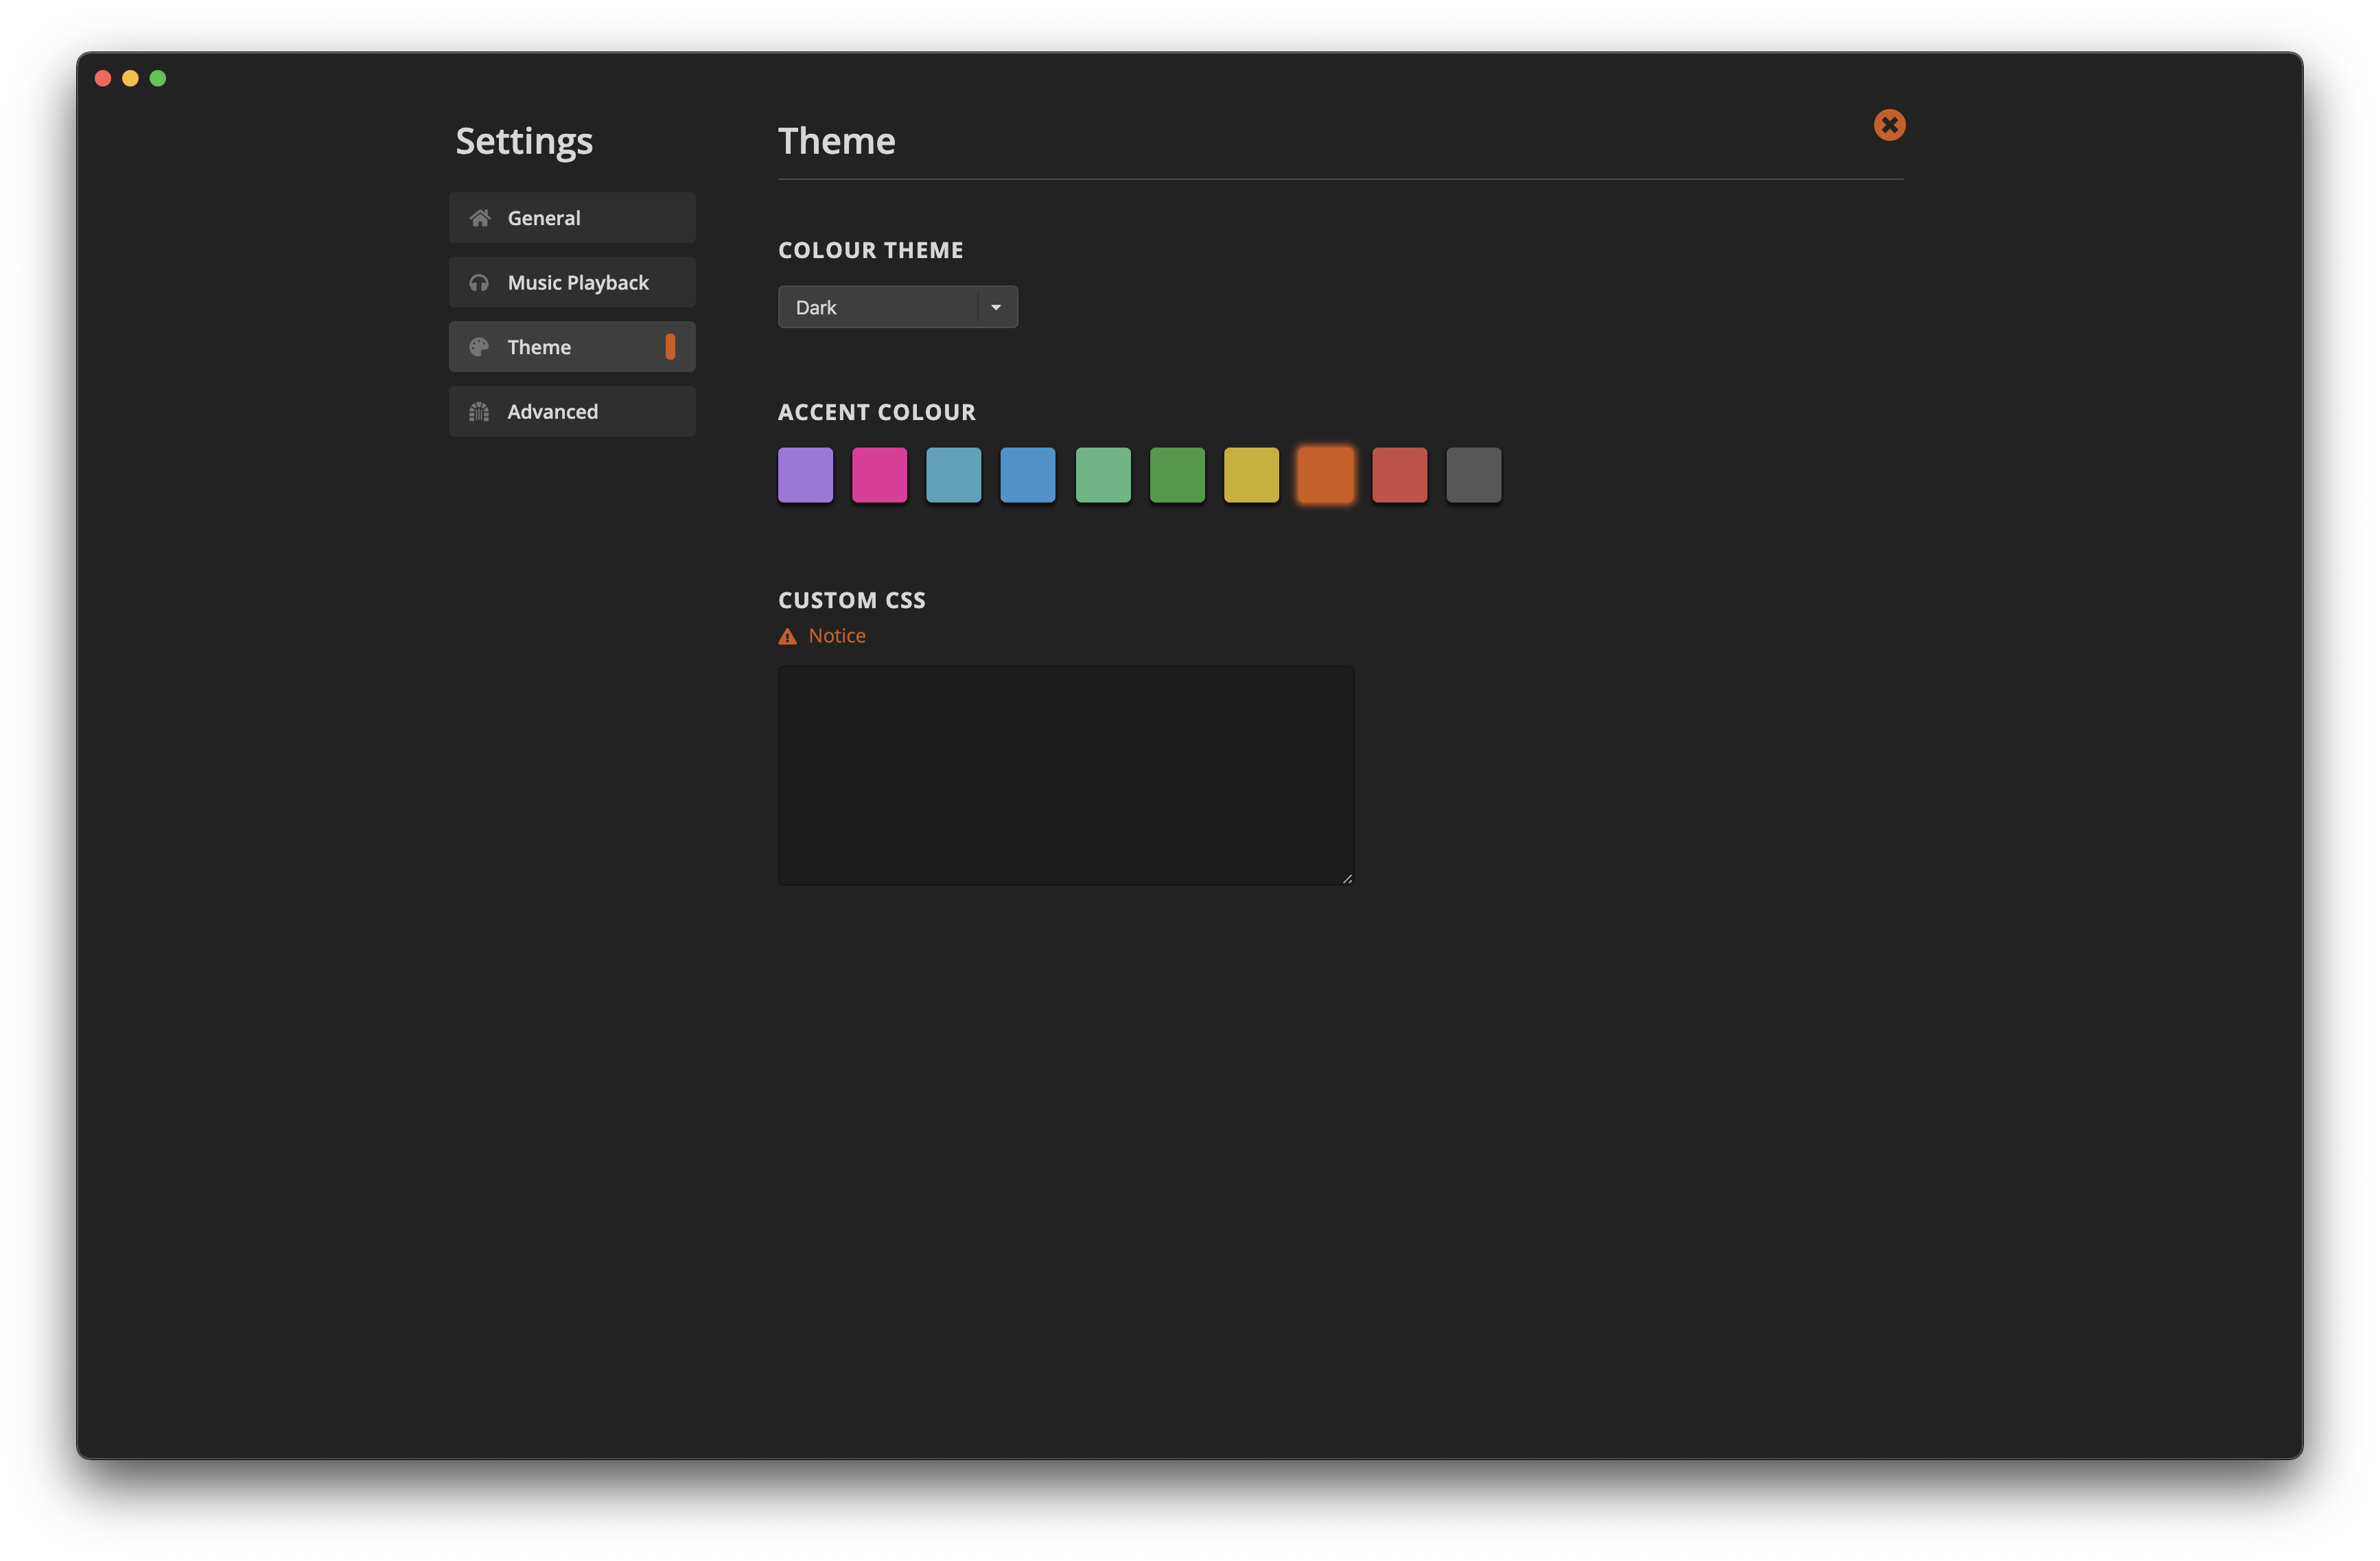 Settings
General
Music Playback
Theme
Advanced
Theme
COLOUR THEME
Dark
ACCENT COLOUR
CUSTOM CSS
Notice